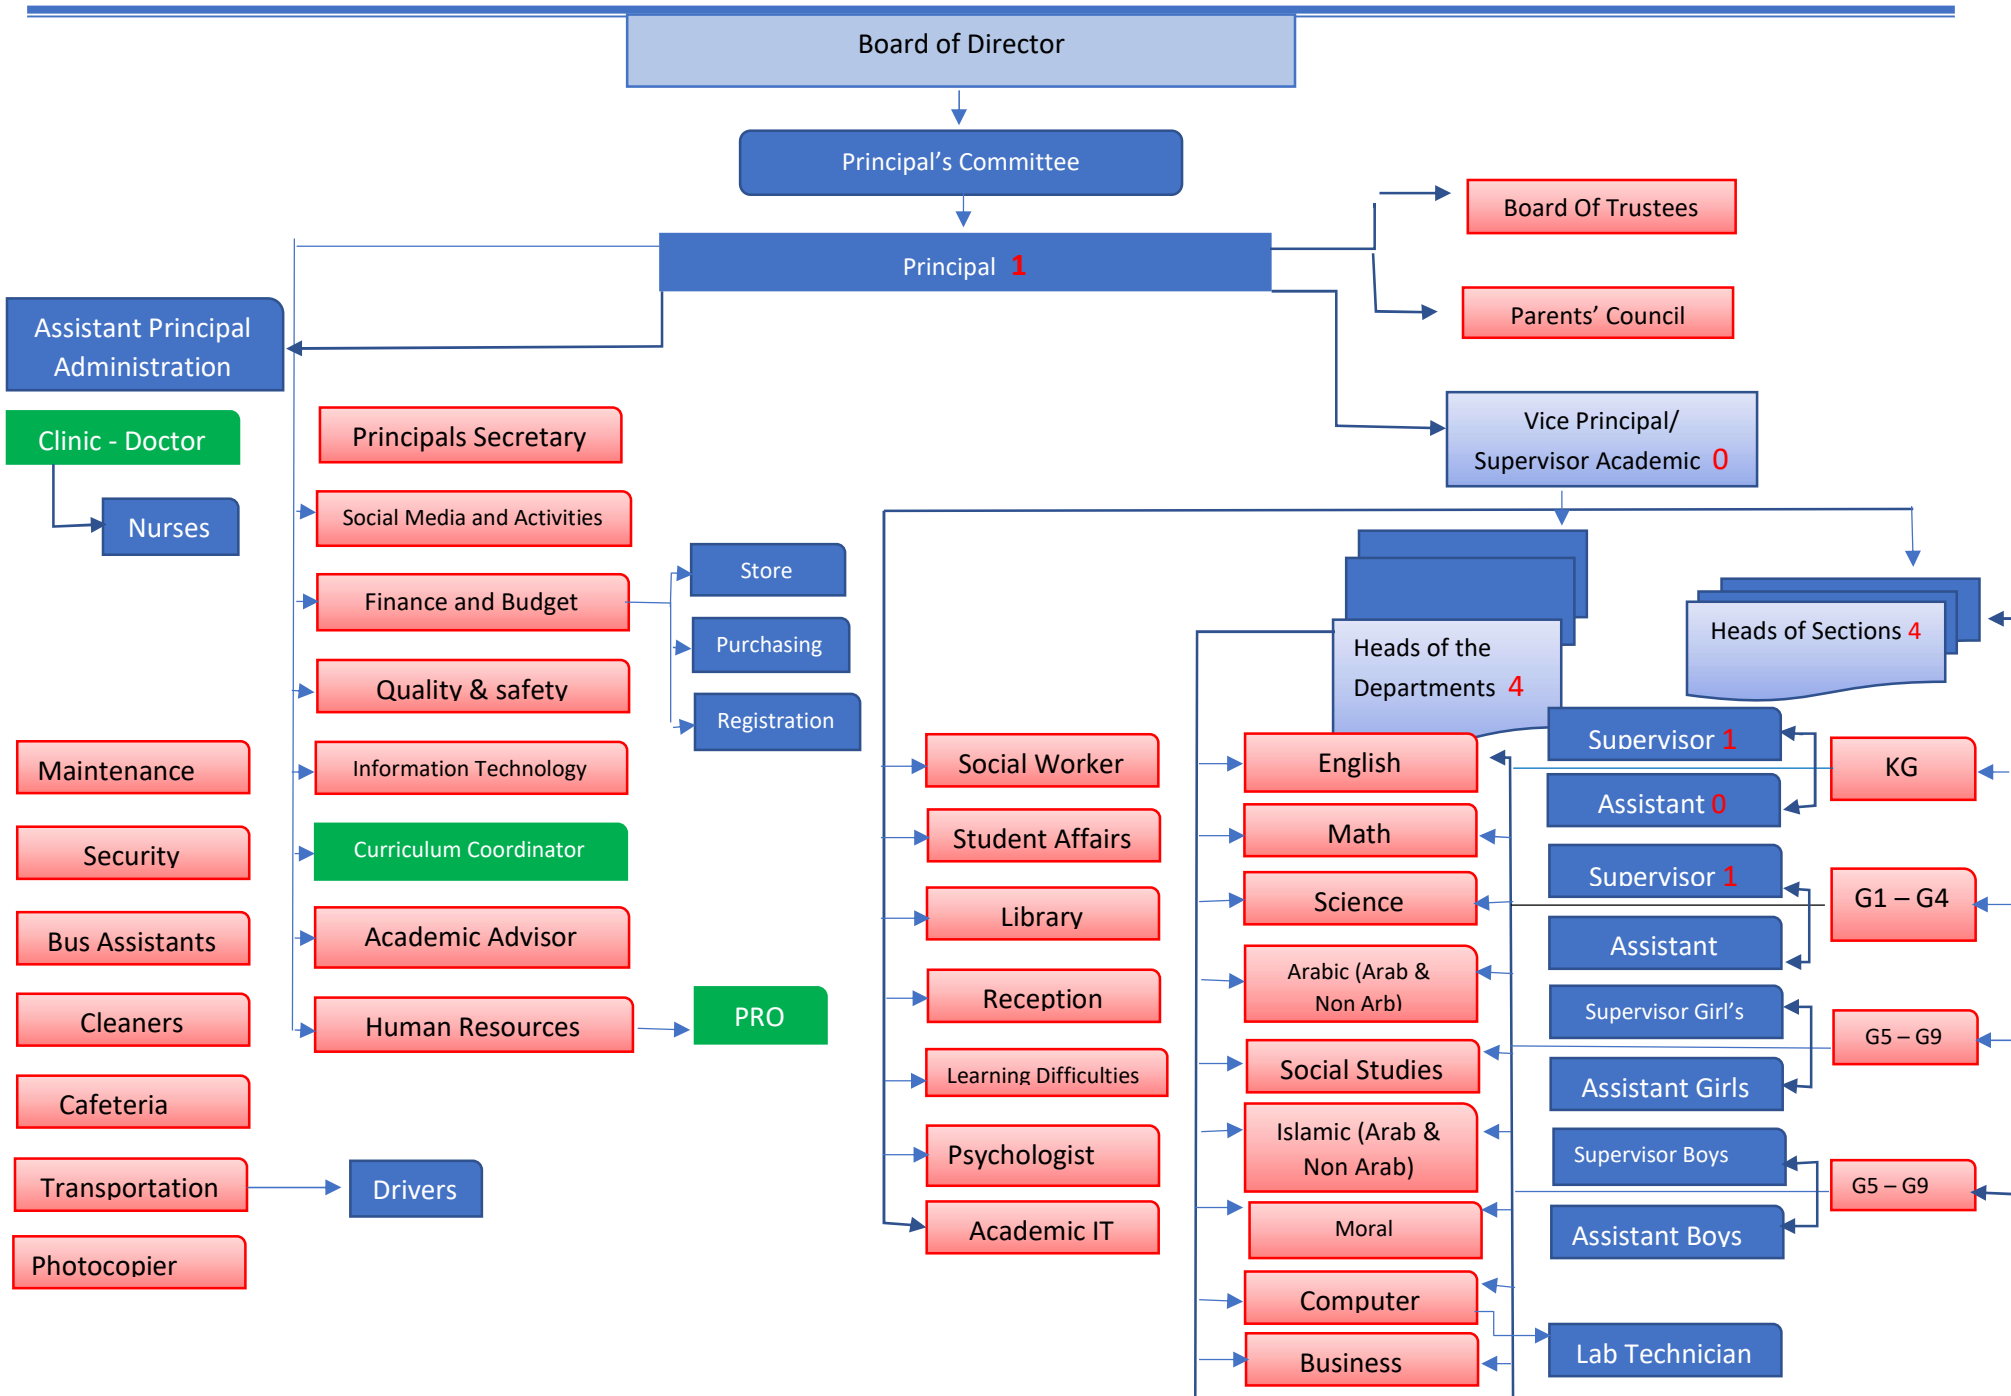 Board of Director
Principal's Committee
Board Of Trustees
Principal 1
Parents' Council
Assistant Principal
Administration
Vice Principal/
Supervisor Academic 0
Clinic - Doctor
Nurses
Principals Secretary
Social Media and Activities
Finance and Budget
Quality & safety
Information Technology
Curriculum Coordinator
Academic Advisor
Human Resources
Store
Purchasing
Registration
PRO
Maintenance
Security
Bus Assistants
Cleaners
Cafeteria
Transportation
Drivers
Photocopier
Social Worker
Student Affairs
Library
Reception
Learning Difficulties
Psychologist
Academic IT
Heads of the
Departments 4
English
Math
Science
Arabic (Arab &
Non Arb)
Social Studies
Islamic (Arab &
Non Arab)
Moral
Computer
Business
Lab Technician
Heads of Sections 4
Supervisor 1
Assistant 0
KG
Supervisor 1
Assistant
G1 – G4
Supervisor Girl's
Assistant Girls
G5 – G9
Supervisor Boys
Assistant Boys
G5 – G9